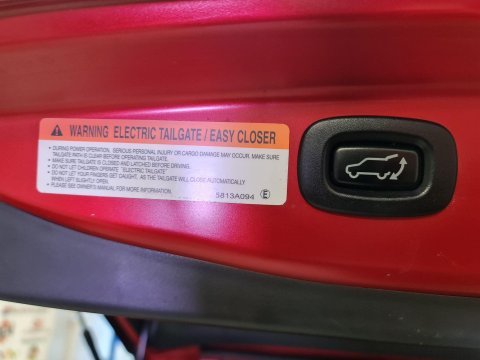 WARNING ELECTRIC TAILGATE / EASY CLOSER
• DURING POWER OPERATION, SERIOUS PERSONAL INJURY OR CARGO DAMAGE MAY OCCUR. MAKE SURE
TAILGATE PATH IS CLEAR BEFORE OPERATING TAILGATE.
• MAKE SURE TAILGATE IS CLOSED AND LATCHED BEFORE DRIVING.
• DO NOT LET CHILDREN OPERATE "ELECTRIC TAILGATE"
• DO NOT LET YOUR FINGERS GET CAUGHT, AS THE TAILGATE WILL CLOSE AUTOMATICALLY
WHEN LEFT SLIGHTLY OPEN.
• PLEASE SEE OWNER'S MANUAL FOR MORE INFORMATION.
5813A094 Ⓔ